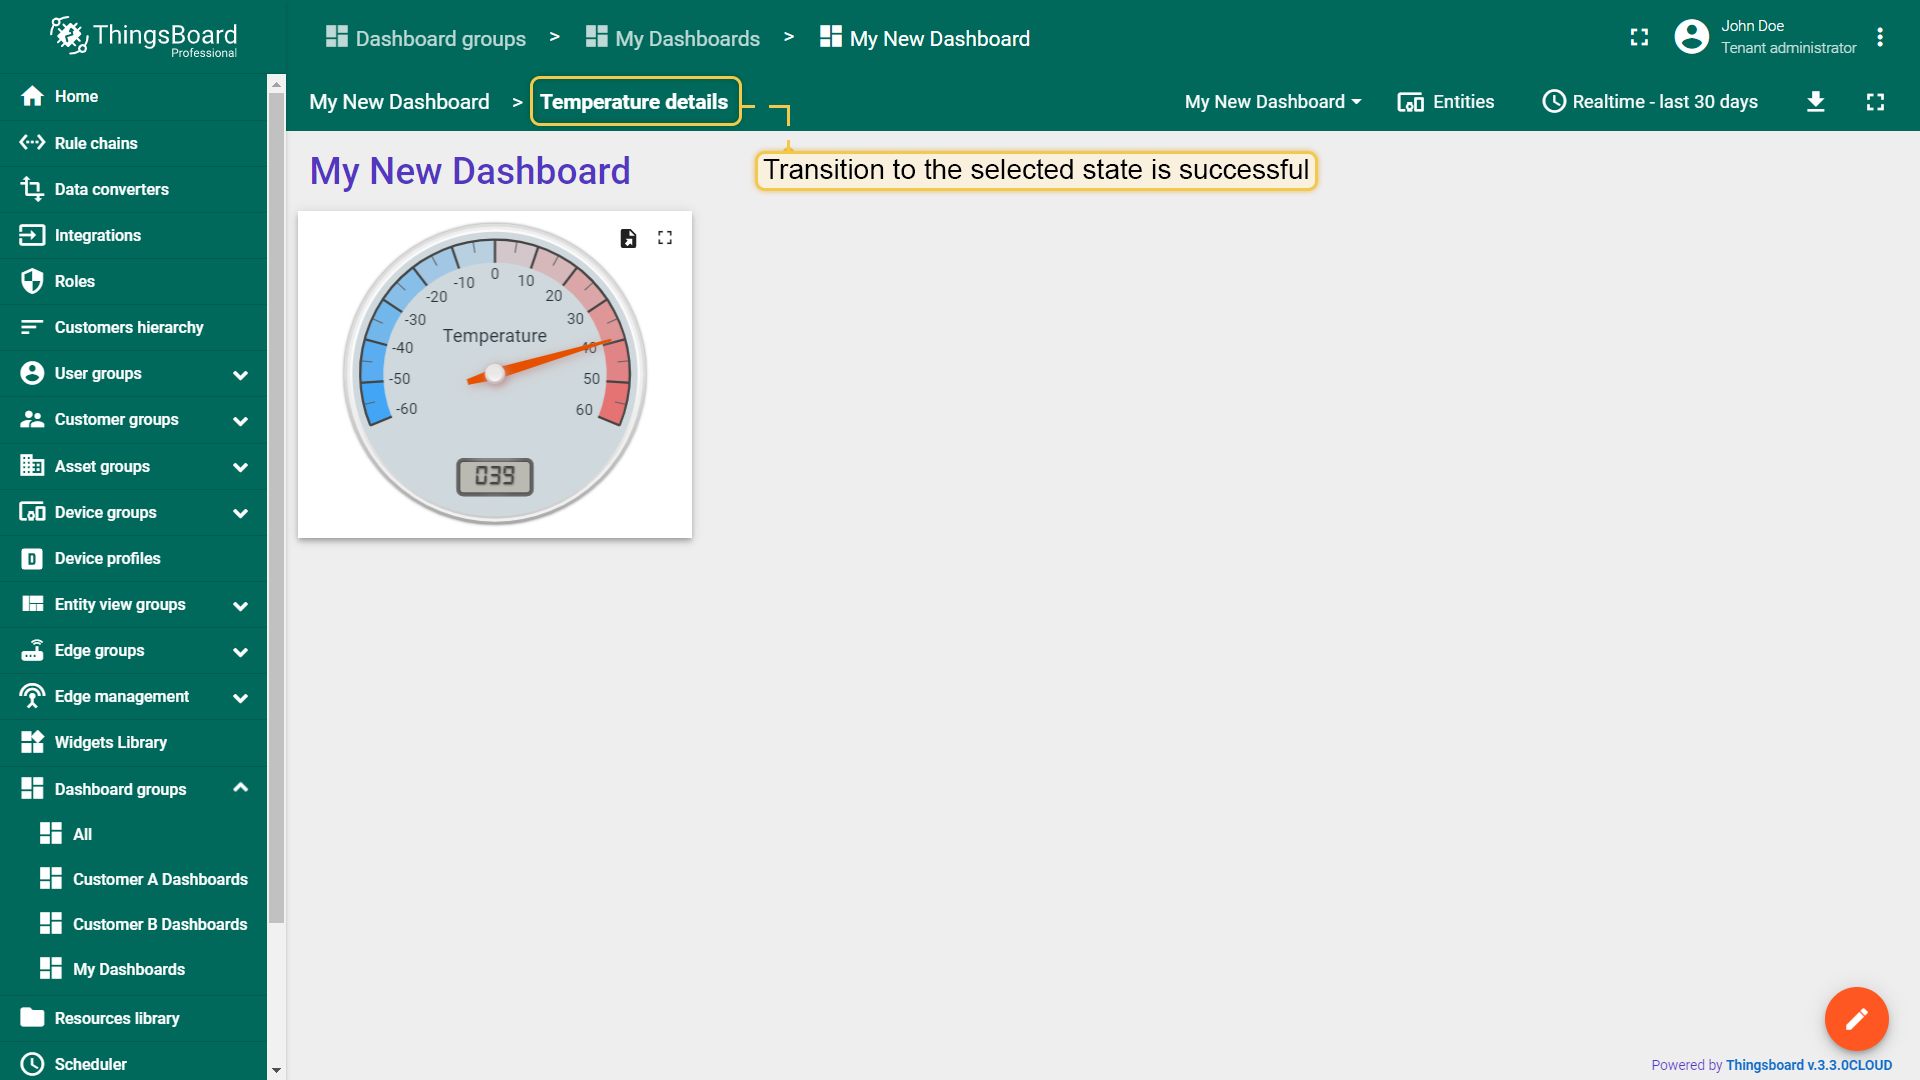 ThingsBoard
Professional
Dashboard groups > My Dashboards > My New Dashboard
John Doe
Tenant administrator
My New Dashboard > Temperature details
My New Dashboard
Entities
Realtime - last 30 days
Home
Rule chains
Data converters
Integrations
Roles
Customers hierarchy
User groups
Customer groups
Asset groups
Device groups
D
Device profiles
Entity view groups
Edge groups
Edge management
Widgets Library
Dashboard groups
All
Customer A Dashboards
Customer B Dashboards
My Dashboards
Resources library
Scheduler
My New Dashboard
Transition to the selected state is successful
-60
-50
-40
-30
-20
-10
0
10
20
30
40
50
60
Temperature
039
Powered by Thingsboard v.3.3.0CLOUD